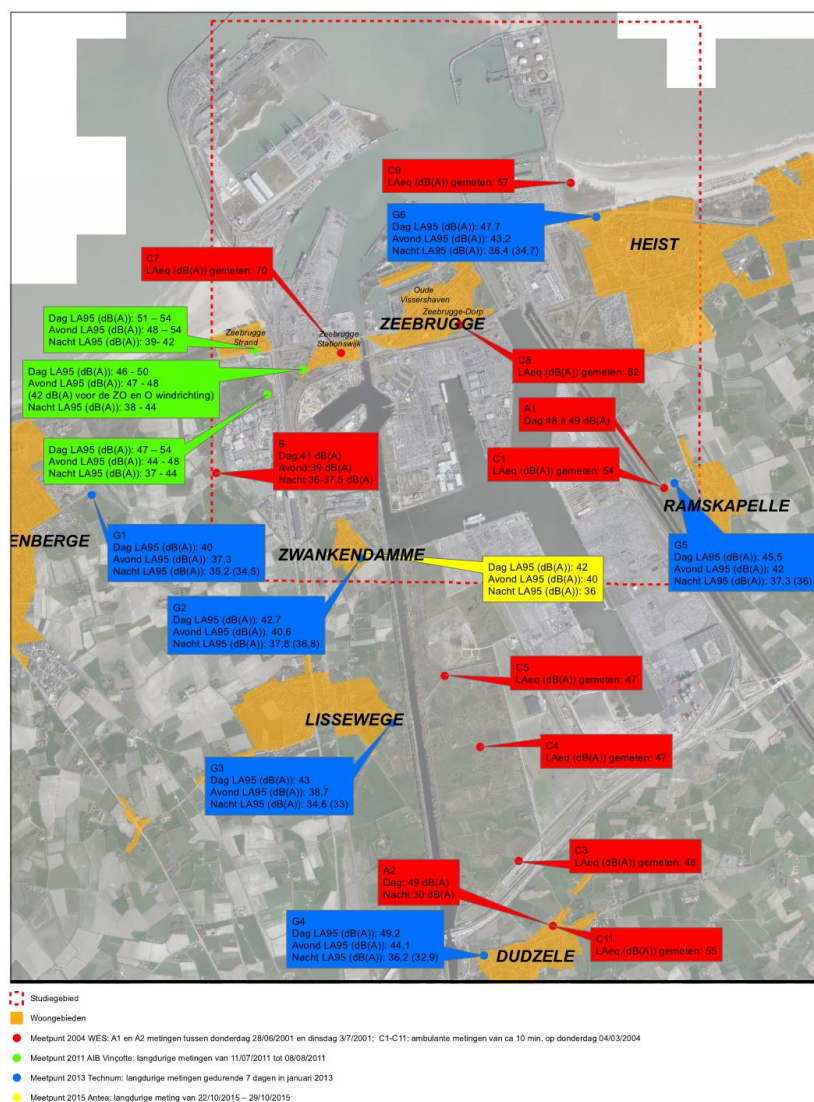 C9
LAeq (dB(A)) gemeten: 57
G6
Dag LA95 (dB(A)): 47,7
Avond LA95 (dB(A)): 43,2
Nacht LA95 (dB(A)): 36,4 (34,7)
HEIST
C7
LAeq (dB(A)) gemeten: 70
Oude
Vissershaven
Zeebrugge-Dorp
ZEEBRUGGE
Dag LA95 (dB(A)): 51 – 54
Avond LA95 (dB(A)): 48 – 54
Nacht LA95 (dB(A)): 39- 42
Zeebrugge
Strand
Zeebrugge
Stationswijk
C8
LAeq (dB(A)) gemeten: 62
Dag LA95 (dB(A)): 46 - 50
Avond LA95 (dB(A)): 47 - 48
(42 dB(A) voor de ZO en O windrichting)
Nacht LA95 (dB(A)): 38 - 44
A1
Dag:48 à 49 dB(A)
Dag LA95 (dB(A)): 47 – 54
Avond LA95 (dB(A)): 44 - 48
Nacht LA95 (dB(A)): 37 - 44
B
Dag:41 dB(A)
Avond:39 dB(A)
Nacht:36-37.5 dB(A)
C1
LAeq (dB(A)) gemeten: 54
RAMSKAPELLE
ENBERGE
G1
Dag LA95 (dB(A)): 40
Avond LA95 (dB(A)): 37,3
Nacht LA95 (dB(A)): 35,2 (34,5)
ZWANKENDAMME
Dag LA95 (dB(A)): 42
Avond LA95 (dB(A)): 40
Nacht LA95 (dB(A)): 36
G5
Dag LA95 (dB(A)): 45,5
Avond LA95 (dB(A)): 42
Nacht LA95 (dB(A)): 37,3 (36)
G2
Dag LA95 (dB(A)): 42,7
Avond LA95 (dB(A)): 40,6
Nacht LA95 (dB(A)): 37,8 (36,8)
C5
LAeq (dB(A)) gemeten: 47
LISSEWEGE
C4
LAeq (dB(A)) gemeten: 47
G3
Dag LA95 (dB(A)): 43
Avond LA95 (dB(A)): 38,7
Nacht LA95 (dB(A)): 34,6 (33)
C3
LAeq (dB(A)) gemeten: 48
A2
Dag: 49 dB(A)
Nacht:30 dB(A)
G4
Dag LA95 (dB(A)): 49,2
Avond LA95 (dB(A)): 44,1
Nacht LA95 (dB(A)): 36,2 (32,9)
C11
LAeq (dB(A)) gemeten: 55
DUDZELE
Studiegebied
Woongebieden
Meetpunt 2004 WES: A1 en A2 metingen tussen donderdag 28/06/2001 en dinsdag 3/7/2001; C1-C11: ambulante metingen van ca 10 min. op donderdag 04/03/2004
Meetpunt 2011 AIB Vinçotte: langdurige metingen van 11/07/2011 tot 08/08/2011
Meetpunt 2013 Technum: langdurige metingen gedurende 7 dagen in januari 2013
Meetpunt 2015 Antea: langdurige meting van 22/10/2015 – 29/10/2015